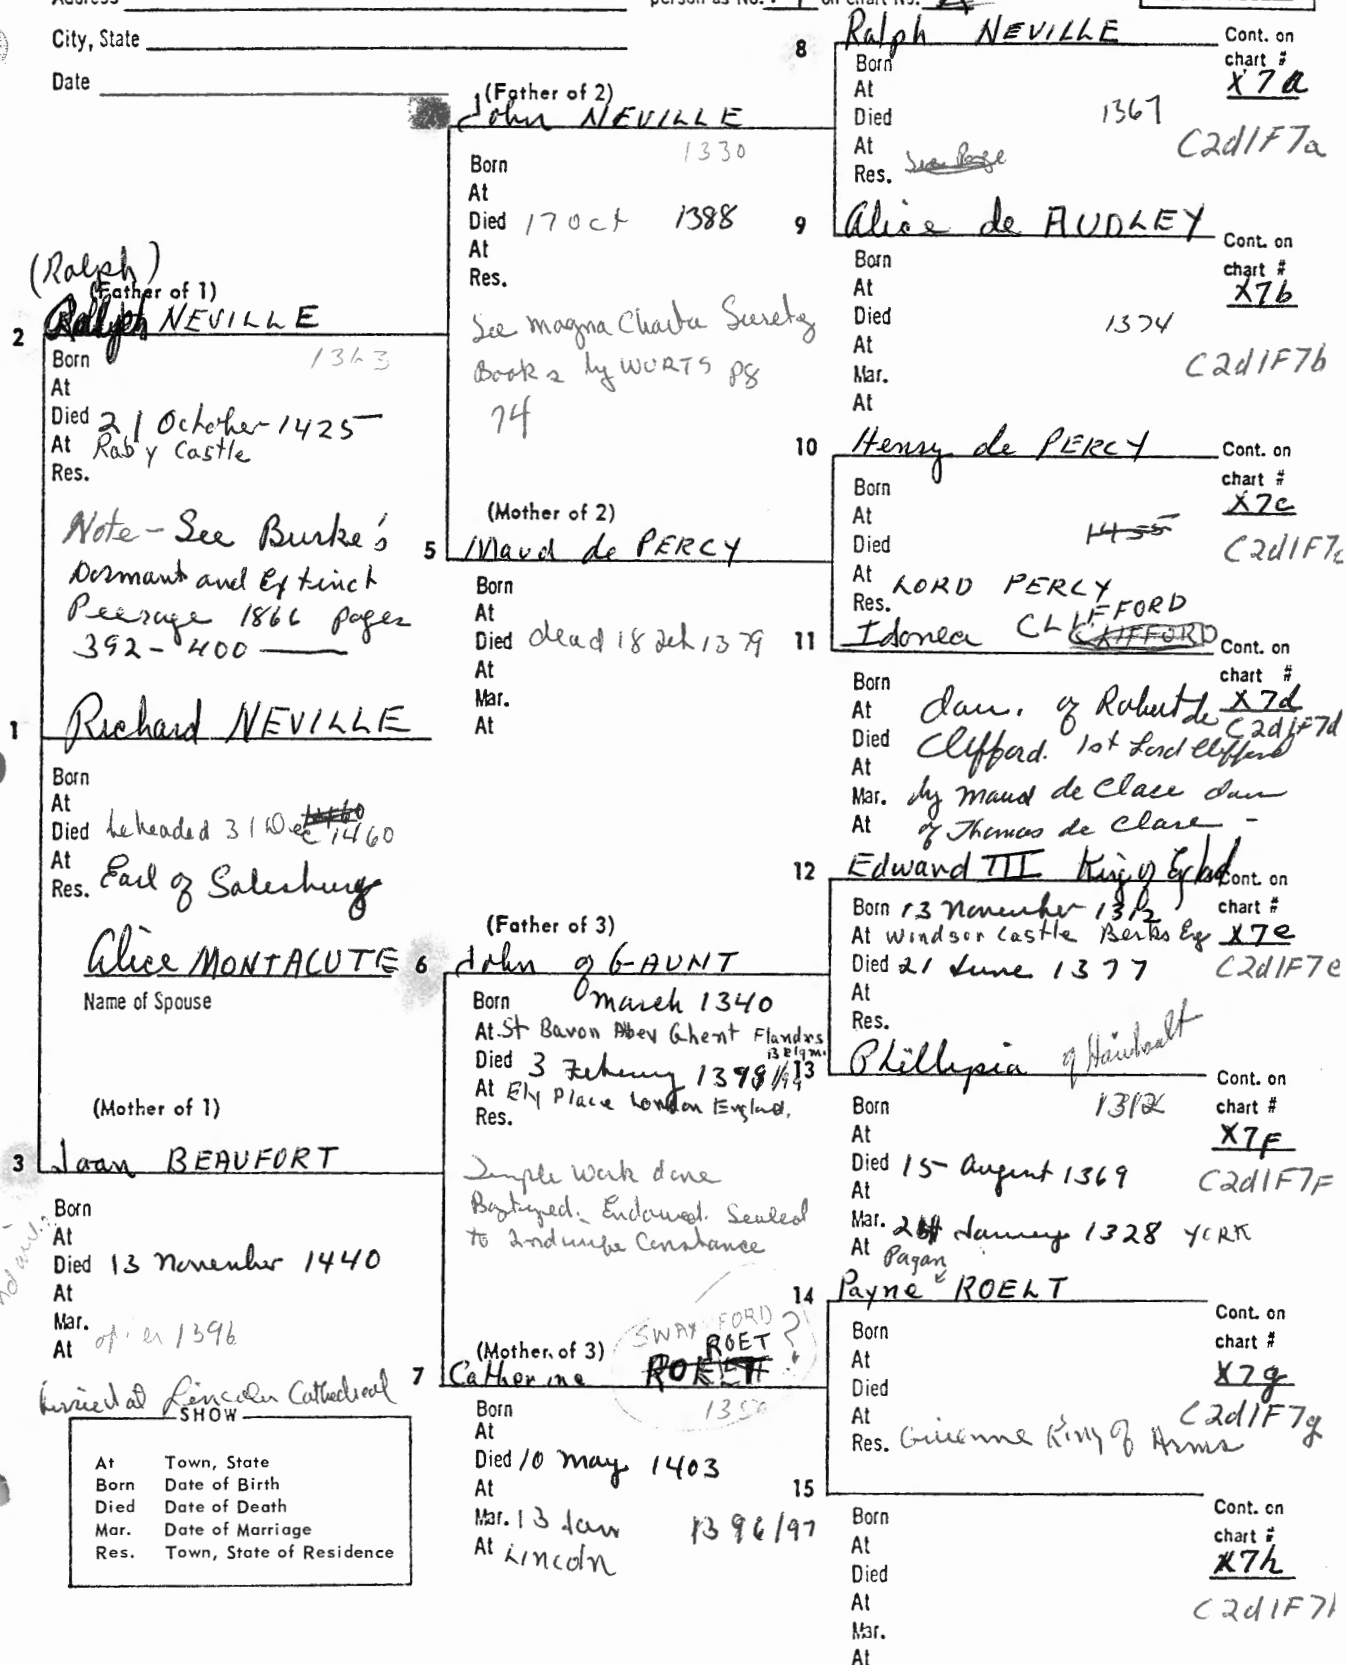 City, State
Date
8 Ralph NEVILLE
Cont. on
chart #
X7a
C2d1F7a
Born
At
Died 1367
At
Res. See Page
9 Alice de AUDLEY
Cont. on
chart #
X7b
C2d1F7b
Born
At
Died 1374
At
Mar.
At
(Father of 2)
John NEVILLE
Born 1330
At
Died 17 Oct 1388
At
Res.
See Magna Charta Surety
Book 2 by WURTS pg
74
(Ralph)
(Father of 1)
2 Rallyph NEVILLE
Born 1363
At
Died 21 October 1425
At Raby Castle
Res.
Note - See Burke's
Dormant and Extinct
Peerage 1866 pages
392-400
10 Henry de PERCY
Cont. on
chart #
X7c
C2d1F7c
Born
At
Died 1455
At LORD PERCY
Res.
(Mother of 2)
5 Maud de PERCY
Born
At
Died dead 18 Feb 1379
At
Mar.
At
11 Idonea CLIFFORD CLIFFORD
Cont. on
chart #
X7d
C2d1F7d
Born
At dau. of Robert de
Died Clifford. 1st Lord Clifford
At
Mar. by Maud de Clare dau
At of Thomas de Clare -
1 Richard NEVILLE
Born
At
Died beheaded 31 Dec 1460 1460
At
Res. Earl of Salesburg
Alice MONTACUTE
Name of Spouse
12 Edward III King of England
Cont. on
chart #
X7e
C2d1F7e
Born 13 November 1312
At Windsor Castle Berks Eng
Died 21 June 1377
At
Res.
(Father of 3)
6 John of GAUNT
Born March 1340
At St Bavon Abey Ghent Flandrs
Belgm.
Died 3 Febuary 1398
At Ely Place London England.
Res.
Temple Work done
Baptized. Endowed. Sealed
to 2nd wife Constance
13 Phillipia of Hainhault
Cont. on
chart #
X7F
C2d1F7F
Born 1312
At
Died 15 August 1369
At
Mar. 24 January 1328 YORK
At
(Mother of 1)
3 Joan BEAUFORT
Born
At
Died 13 November 1440
At
Mar. 1396
At
buried at Lincoln Cathedral
Pagan
14 Payne ROELT
Cont. on
chart #
X7g
C2d1F7g
Born
At
Died
At
Res. Guienne King of Arms
(Mother of 3)
SWAYFORD ?
ROET
7 Catherine ROELT
Born 1350
At
Died 10 May 1403
At
Mar. 13 Jan 1396/97
At Lincoln
15
Cont. on
chart #
X7h
C2d1F7h
Born
At
Died
At
Mar.
At
SHOW
At Town, State
Born Date of Birth
Died Date of Death
Mar. Date of Marriage
Res. Town, State of Residence